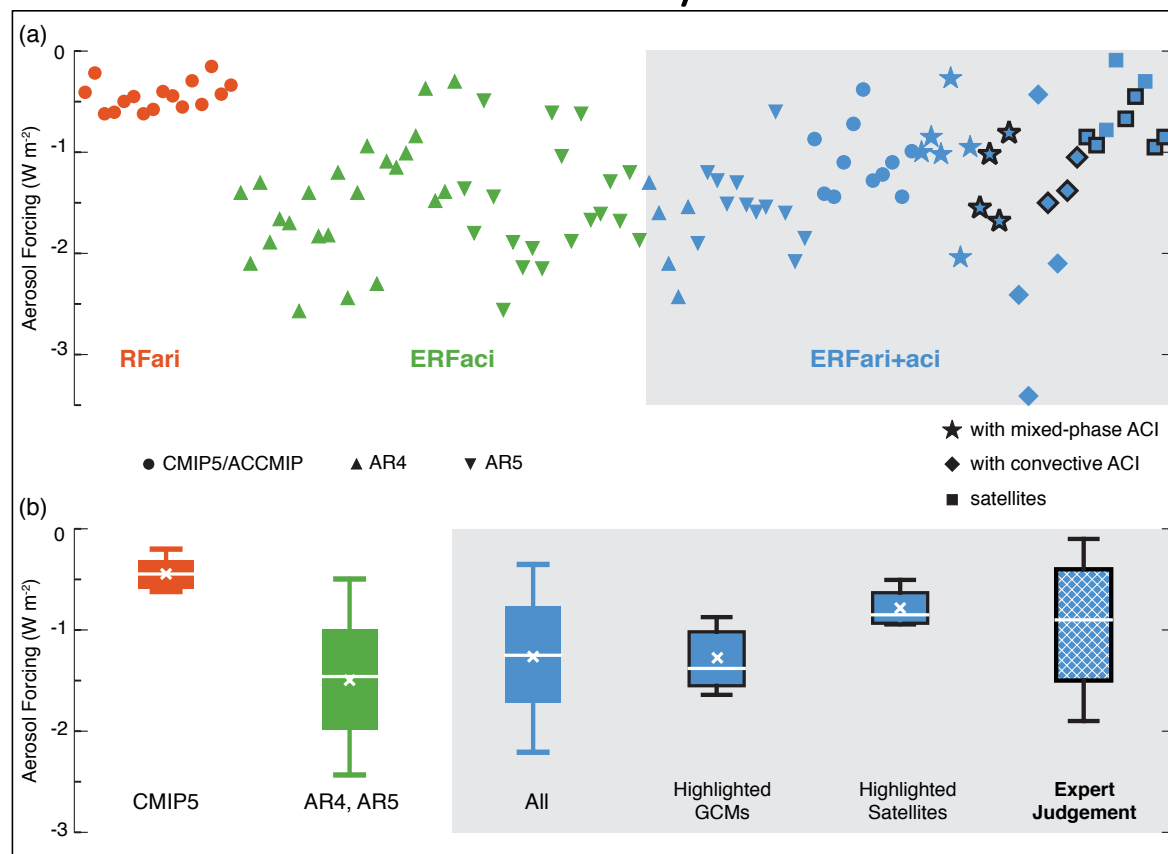 (a)
0
-1
-2
-3
Aerosol Forcing (W m-2)
RFari
ERFaci
ERFari+aci
with mixed-phase ACI
CMIP5/ACCMIP
AR4
AR5
with convective ACI
satellites
(b)
0
-1
-2
-3
Aerosol Forcing (W m-2)
CMIP5
AR4, AR5
All
Highlighted
GCMs
Highlighted
Satellites
Expert
Judgement